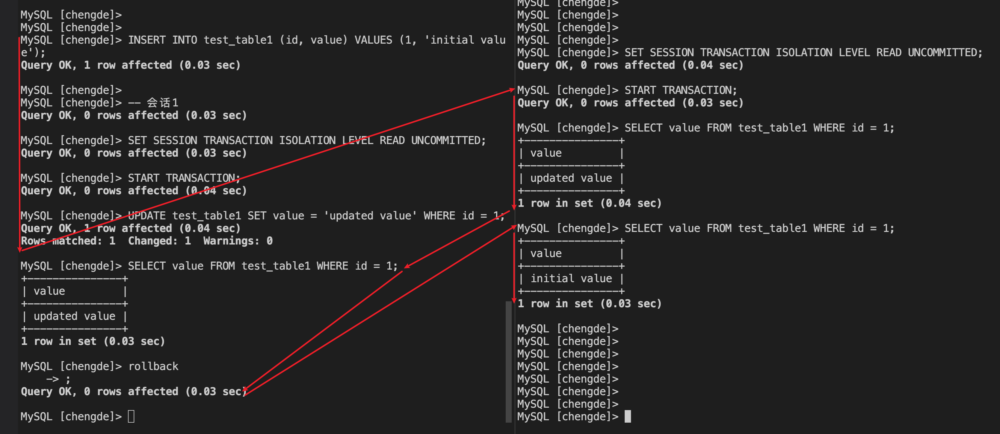 MySQL [chengde]>
MySQL [chengde]>
MySQL [chengde]> INSERT INTO test_table1 (id, value) VALUES (1, 'initial valu
e');
Query OK, 1 row affected (0.03 sec)
MySQL [chengde]>
MySQL [chengde]> -- 会话1
Query OK, 0 rows affected (0.03 sec)
MySQL [chengde]> SET SESSION TRANSACTION ISOLATION LEVEL READ UNCOMMITTED;
Query OK, 0 rows affected (0.03 sec)
MySQL [chengde]> START TRANSACTION;
Query OK, 0 rows affected (0.04 sec)
MySQL [chengde]> UPDATE test_table1 SET value = 'updated value' WHERE id = 1;
Query OK, 1 row affected (0.04 sec)
Rows matched: 1  Changed: 1  Warnings: 0
MySQL [chengde]> SELECT value FROM test_table1 WHERE id = 1;
+---------------+
| value         |
+---------------+
| updated value |
+---------------+
1 row in set (0.03 sec)
MySQL [chengde]> rollback
    -> ;
Query OK, 0 rows affected (0.03 sec)
MySQL [chengde]>
MySQL [chengde]>
MySQL [chengde]>
MySQL [chengde]>
MySQL [chengde]>
MySQL [chengde]> SET SESSION TRANSACTION ISOLATION LEVEL READ UNCOMMITTED;
Query OK, 0 rows affected (0.04 sec)
MySQL [chengde]> START TRANSACTION;
Query OK, 0 rows affected (0.03 sec)
MySQL [chengde]> SELECT value FROM test_table1 WHERE id = 1;
+---------------+
| value         |
+---------------+
| updated value |
+---------------+
1 row in set (0.04 sec)
MySQL [chengde]> SELECT value FROM test_table1 WHERE id = 1;
+---------------+
| value         |
+---------------+
| initial value |
+---------------+
1 row in set (0.03 sec)
MySQL [chengde]>
MySQL [chengde]>
MySQL [chengde]>
MySQL [chengde]>
MySQL [chengde]>
MySQL [chengde]>
MySQL [chengde]>
MySQL [chengde]>